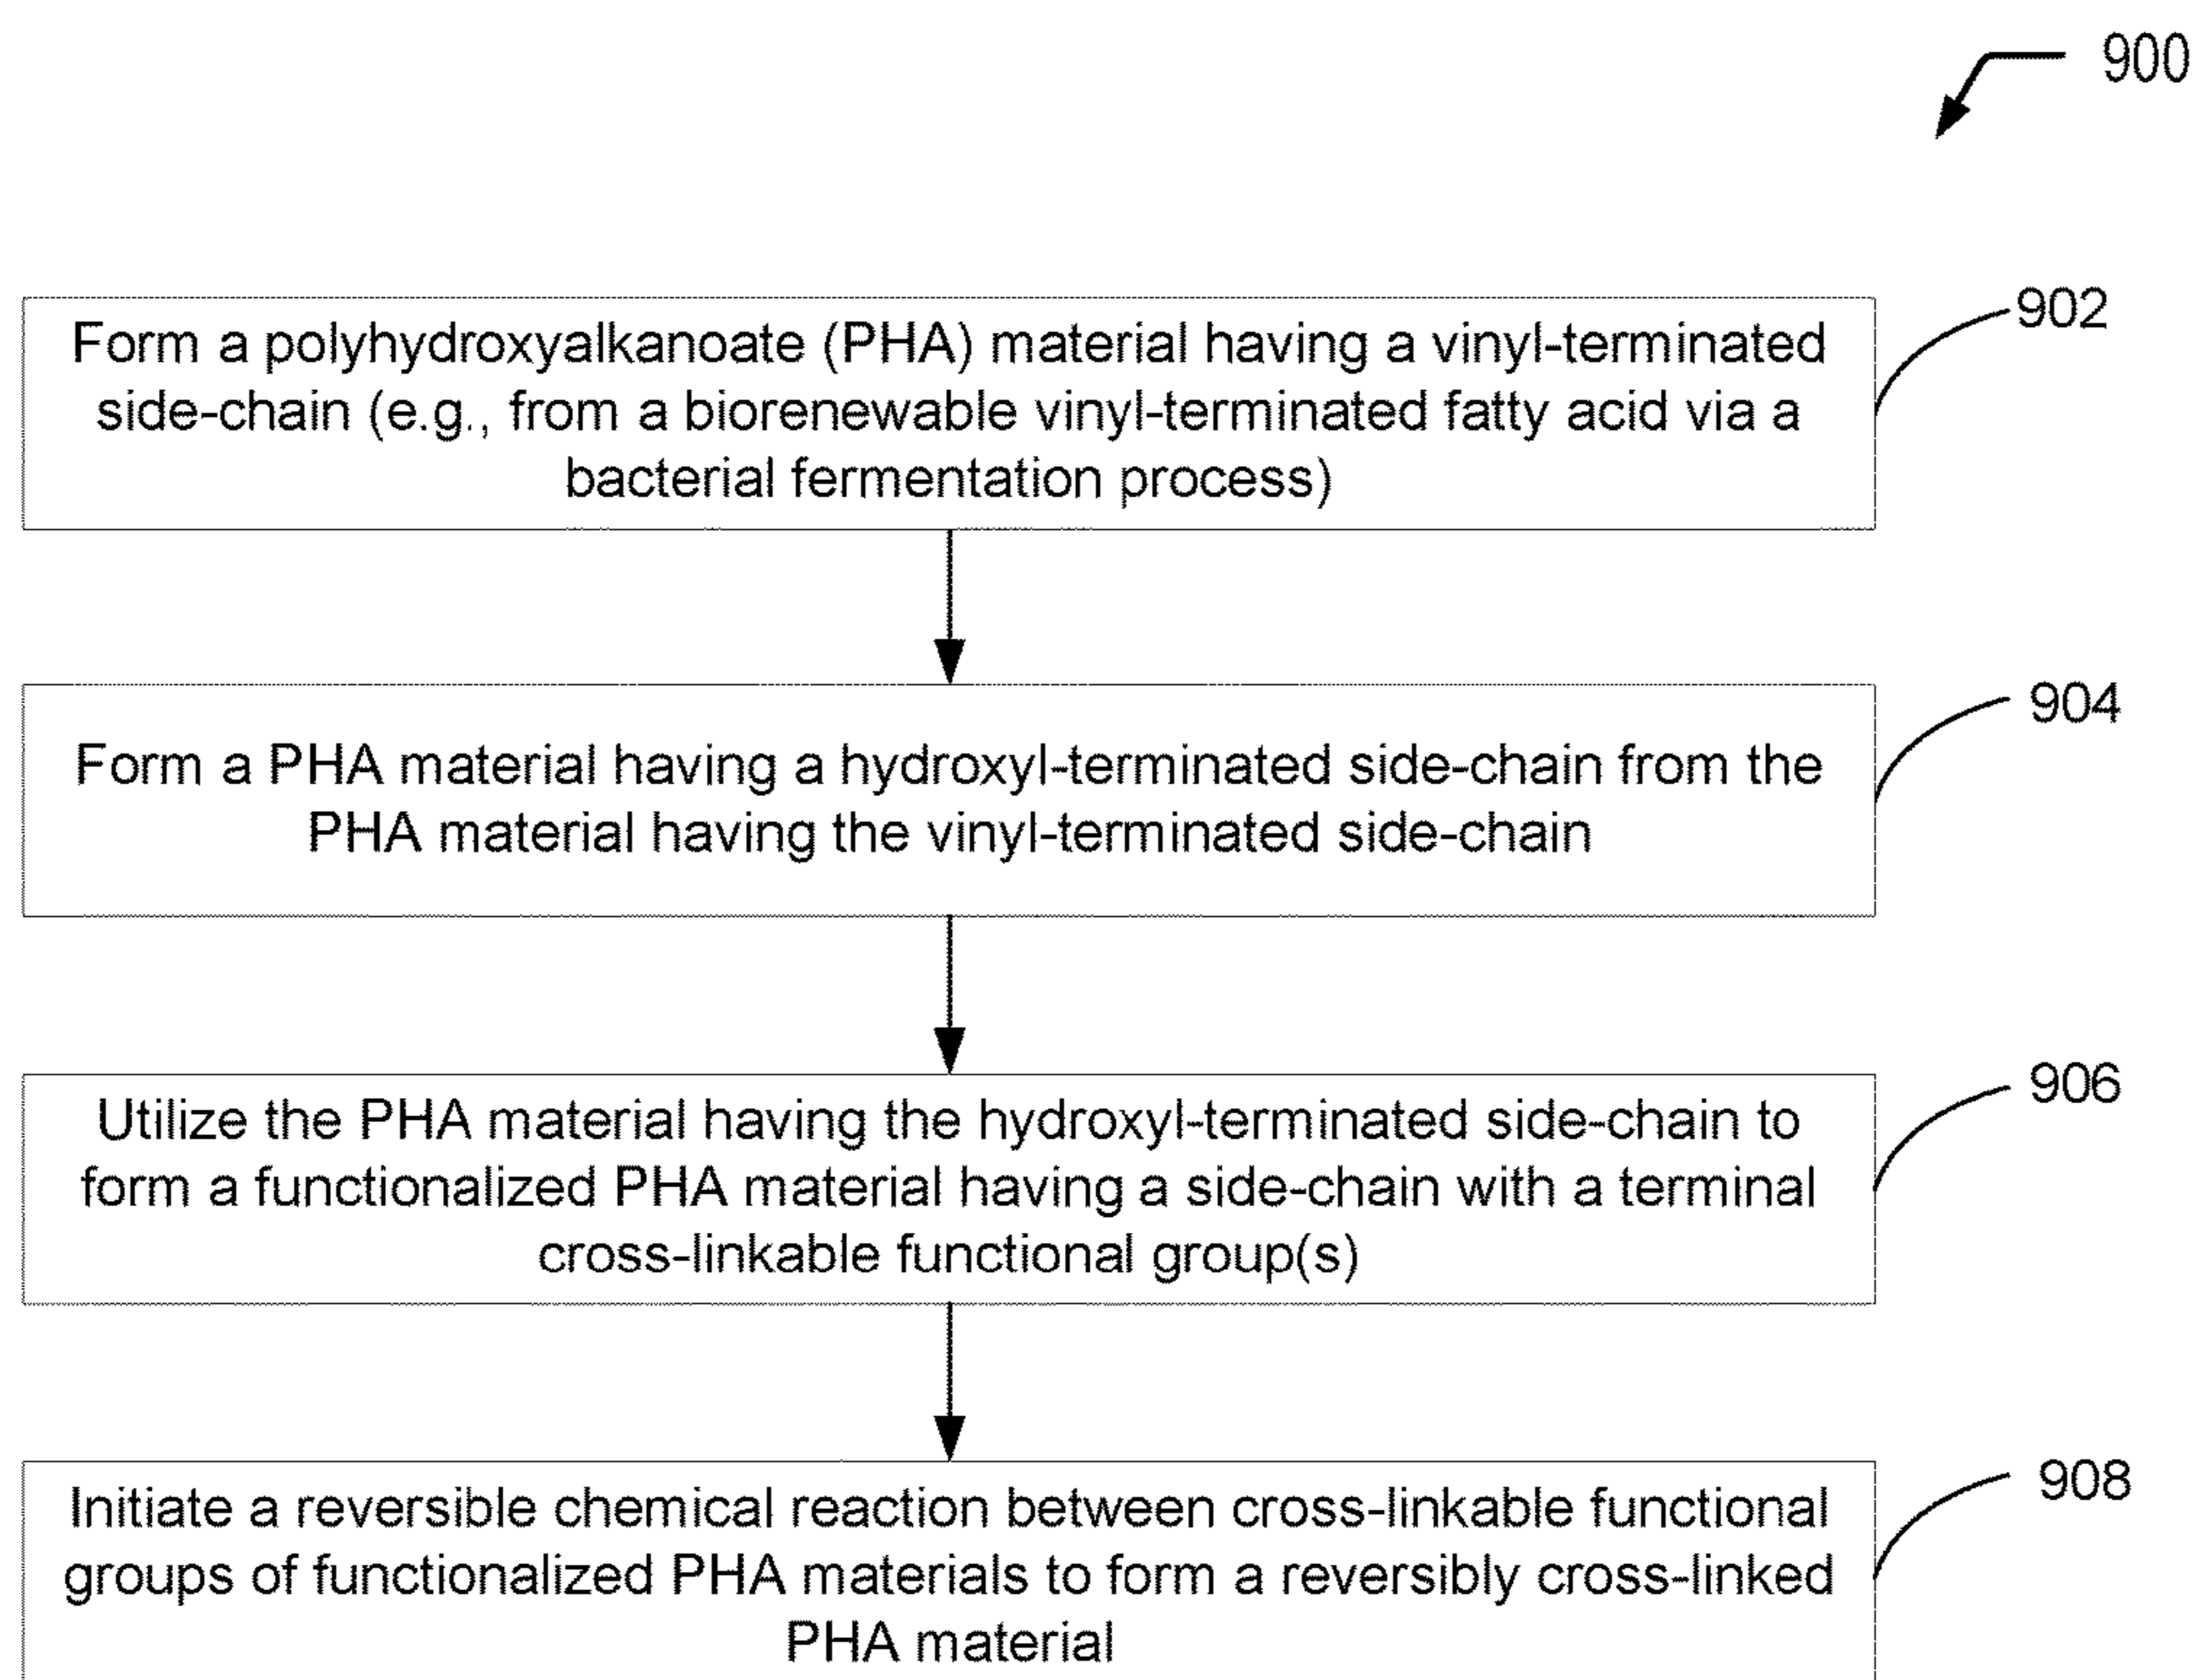 900
Form a polyhydroxyalkanoate (PHA) material having a vinyl-terminated
side-chain (e.g., from a biorenewable vinyl-terminated fatty acid via a
bacterial fermentation process)
902
Form a PHA material having a hydroxyl-terminated side-chain from the
PHA material having the vinyl-terminated side-chain
904
Utilize the PHA material having the hydroxyl-terminated side-chain to
form a functionalized PHA material having a side-chain with a terminal
cross-linkable functional group(s)
906
Initiate a reversible chemical reaction between cross-linkable functional
groups of functionalized PHA materials to form a reversibly cross-linked
PHA material
908